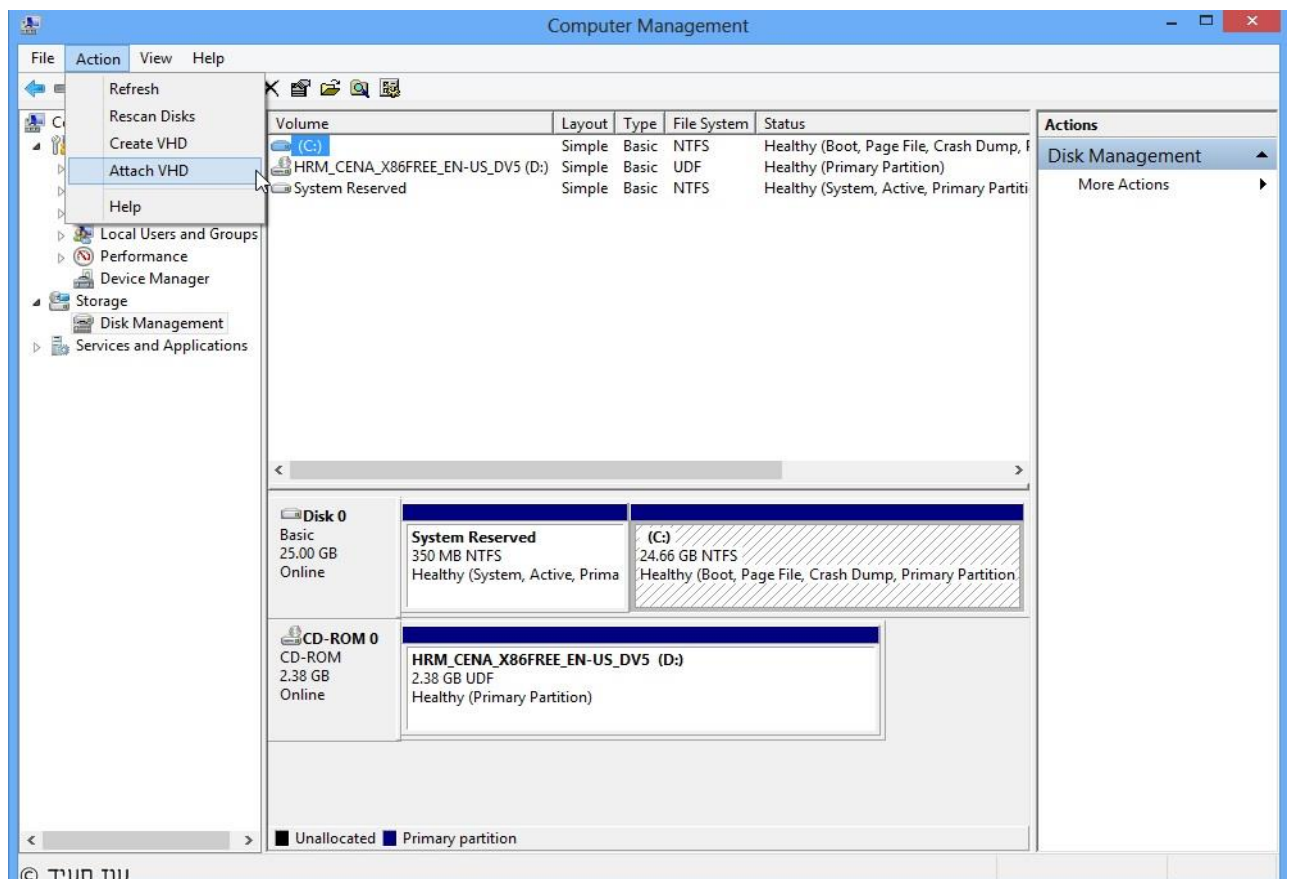 Computer Management
File Action View Help
Refresh
Rescan Disks
Create VHD
Attach VHD
Help
Local Users and Groups
Performance
Device Manager
Storage
Disk Management
Services and Applications
Volume Layout Type File System Status
(C:) Simple Basic NTFS Healthy (Boot, Page File, Crash Dump,
HRM_CENA_X86FREE_EN-US_DV5 (D:) Simple Basic UDF Healthy (Primary Partition)
System Reserved Simple Basic NTFS Healthy (System, Active, Primary Partiti
Disk 0
Basic
25.00 GB
Online
System Reserved
350 MB NTFS
Healthy (System, Active, Prima
(C:)
24.66 GB NTFS
Healthy (Boot, Page File, Crash Dump, Primary Partition
CD-ROM 0
CD-ROM
2.38 GB
Online
HRM_CENA_X86FREE_EN-US_DV5 (D:)
2.38 GB UDF
Healthy (Primary Partition)
Unallocated Primary partition
Actions
Disk Management
More Actions
©